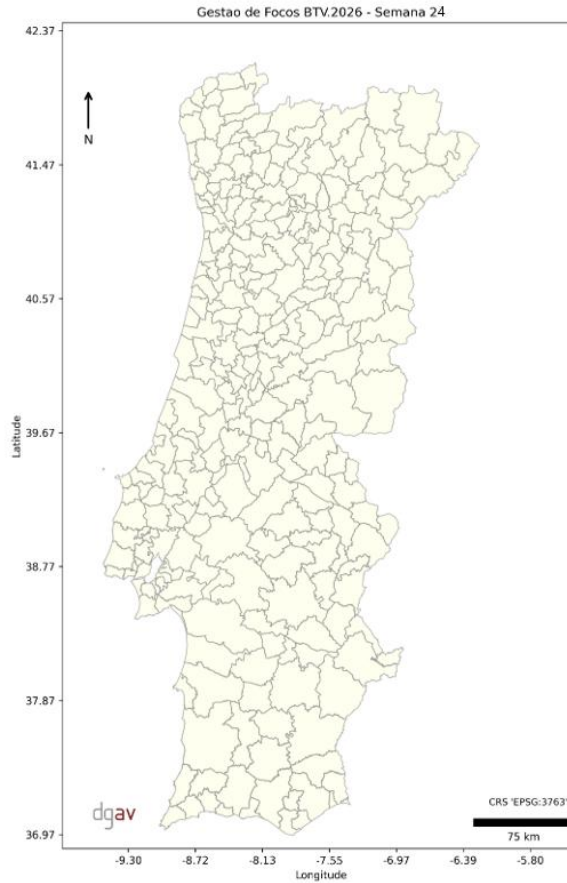 Gestao de Focos BTV.2026 - Semana 24
42.37
N
41.47
40.57
Latitude
39.67
38.77
37.87
dgav
CRS 'EPSG:3763'
36.97
75 km
-9.30 -8.72 -8.13 -7.55 -6.97 -6.39 -5.80
Longitude